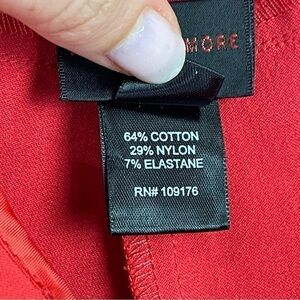 MORE
64% COTTON
29% NYLON
7% ELASTANE
RN# 109176